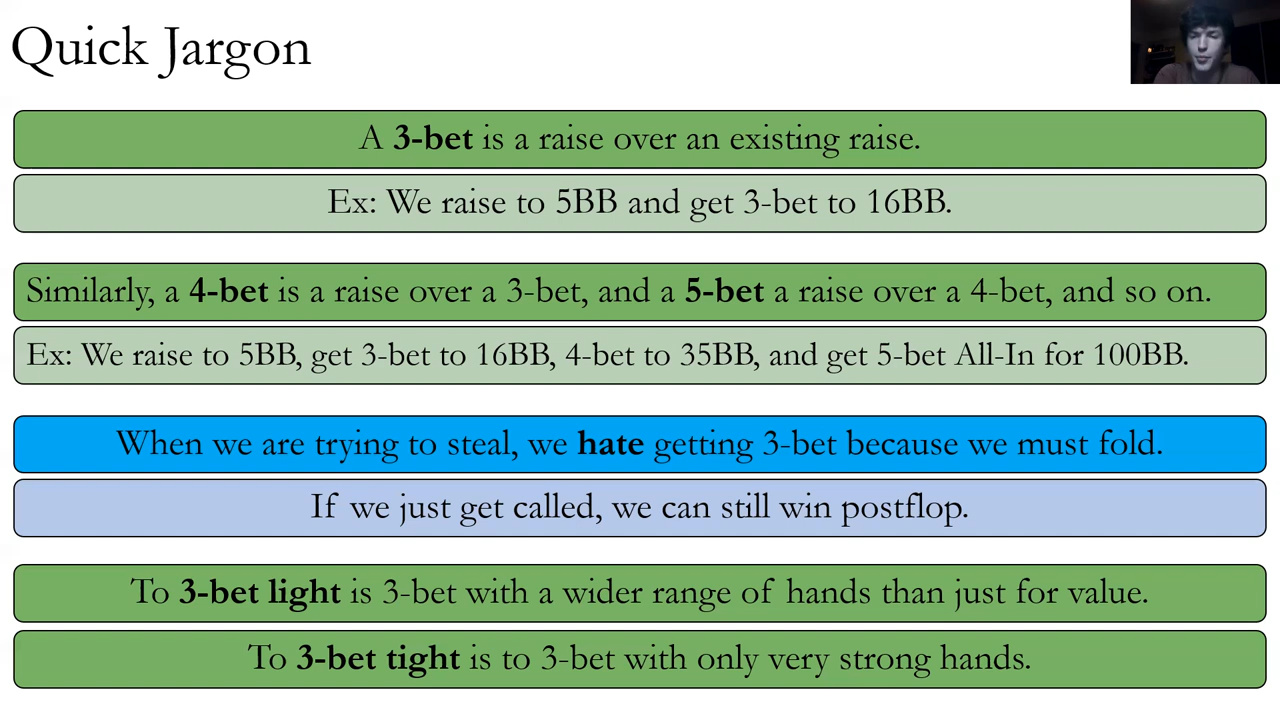 Quick Jargon
A 3-bet is a raise over an existing raise.
Ex: We raise to 5BB and get 3-bet to 16BB.
Similarly, a 4-bet is a raise over a 3-bet, and a 5-bet a raise over a 4-bet, and so on.
Ex: We raise to 5BB, get 3-bet to 16BB, 4-bet to 35BB, and get 5-bet All-In for 100BB.
When we are trying to steal, we hate getting 3-bet because we must fold.
If we just get called, we can still win postflop.
To 3-bet light is 3-bet with a wider range of hands than just for value.
To 3-bet tight is to 3-bet with only very strong hands.